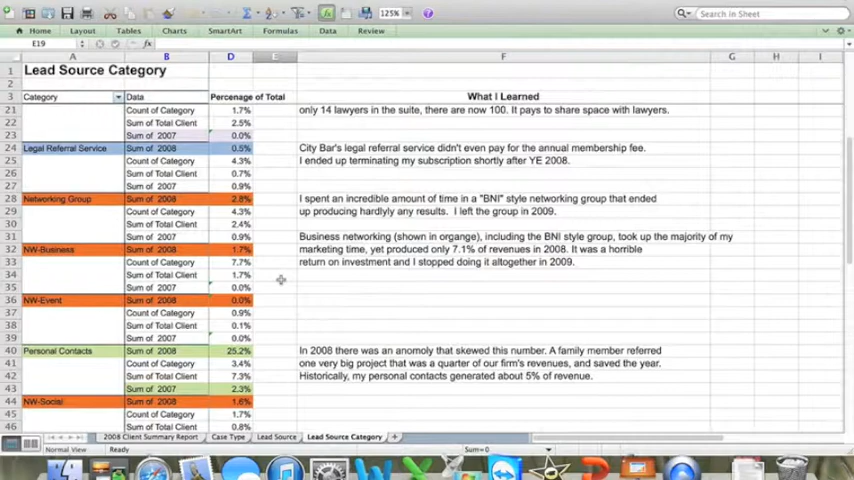 125%
Search in Sheet
Home Layout Tables Charts SmartArt Formulas Data Review
E19 fx
A B D E F G H I
1 Lead Source Category
2
3 Category Data Percentage of Total What I Learned
21 Count of Category 1.7% only 14 lawyers in the suite, there are now 100. It pays to share space with lawyers.
22 Sum of Total Client 2.5%
23 Sum of 2007 0.0%
24 Legal Referral Service Sum of 2008 0.5% City Bar's legal referral service didn't even pay for the annual membership fee.
25 Count of Category 4.3% I ended up terminating my subscription shortly after YE 2008.
26 Sum of Total Client 0.7%
27 Sum of 2007 0.9%
28 Networking Group Sum of 2008 2.8% I spent an incredible amount of time in a "BNI" style networking group that ended
29 Count of Category 4.3% up producing hardlyly any results. I left the group in 2009.
30 Sum of Total Client 2.4%
31 Sum of 2007 0.9% Business networking (shown in organge), including the BNI style group, took up the majority of my
32 NW-Business Sum of 2008 1.7% marketing time, yet produced only 7.1% of revenues in 2008. It was a horrible
33 Count of Category 7.7% return on investment and I stopped doing it altogether in 2009.
34 Sum of Total Client 1.7%
35 Sum of 2007 0.0%
36 NW-Event Sum of 2008 0.0%
37 Count of Category 0.9%
38 Sum of Total Client 0.1%
39 Sum of 2007 0.0%
40 Personal Contacts Sum of 2008 25.2% In 2008 there was an anomoly that skewed this number. A family member referred
41 Count of Category 3.4% one very big project that was a quarter of our firm's revenues, and saved the year.
42 Sum of Total Client 7.3% Historically, my personal contacts generated about 5% of revenue.
43 Sum of 2007 2.3%
44 NW-Social Sum of 2008 1.6%
45 Count of Category 1.7%
46 Sum of Total Client 0.8%
2008 Client Summary Report Case Type Lead Source Lead Source Category
Normal View Ready Sum=0